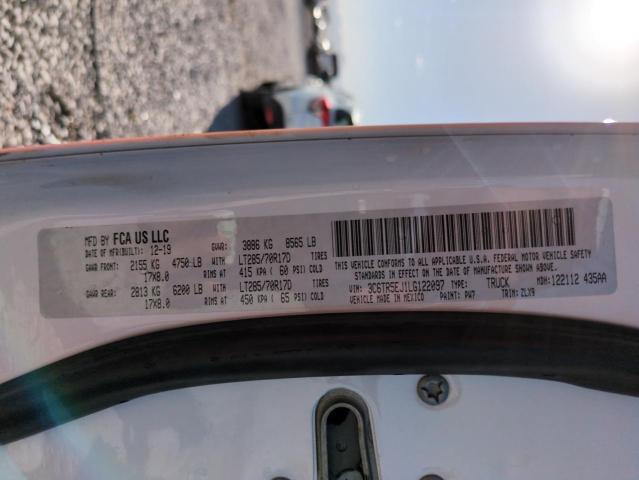 MFD BY FCA US LLC
DATE OF MFR(BUILT): 12-19 GVWR: 3886 KG 8565 LB
GAWR FRONT: 2155 KG 4750 LB WITH LT285/70R17D TIRES
17X8.0 RIMS AT 415 KPA ( 60 PSI) COLD
GAWR REAR: 2813 KG 6200 LB WITH LT285/70R17D TIRES
17X8.0 RIMS AT 450 KPA ( 65 PSI) COLD
THIS VEHICLE CONFORMS TO ALL APPLICABLE U.S.A. FEDERAL MOTOR VEHICLE SAFETY
STANDARDS IN EFFECT ON THE DATE OF MANUFACTURE SHOWN ABOVE.
VIN: 3C6TR5EJ1LG122097 TYPE: TRUCK MDH: 122112 435AA
VEHICLE MADE IN MEXICO PAINT: PW7 TRIM: ZLX9